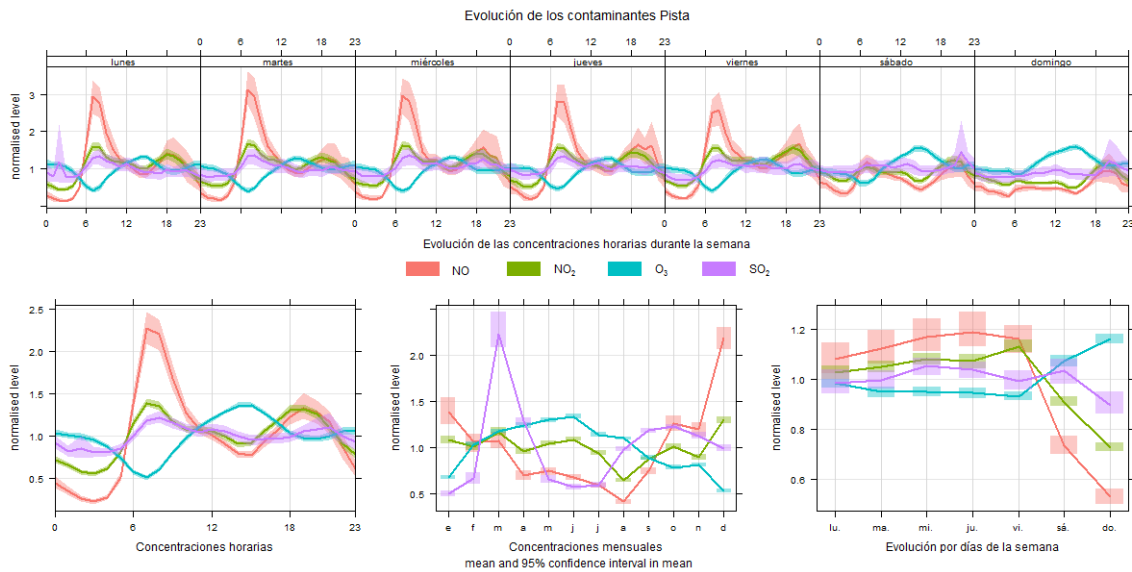 Evolución de los contaminantes Pista
0 6 12 18 23 0 6 12 18 23 0 6 12 18 23
lunes martes miércoles jueves viernes sábado domingo
normalised level
3
2
1
0 6 12 18 23 0 6 12 18 23 0 6 12 18 23 0 6 12 18 23
Evolución de las concentraciones horarias durante la semana
NO NO₂ O₃ SO₂
normalised level
2.5
2.0
1.5
1.0
0.5
0 6 12 18 23
Concentraciones horarias
normalised level
2.0
1.5
1.0
0.5
e f m a m j j a s o n d
Concentraciones mensuales
mean and 95% confidence interval in mean
normalised level
1.2
1.0
0.8
0.6
lu. ma. mi. ju. vi. sá. do.
Evolución por días de la semana